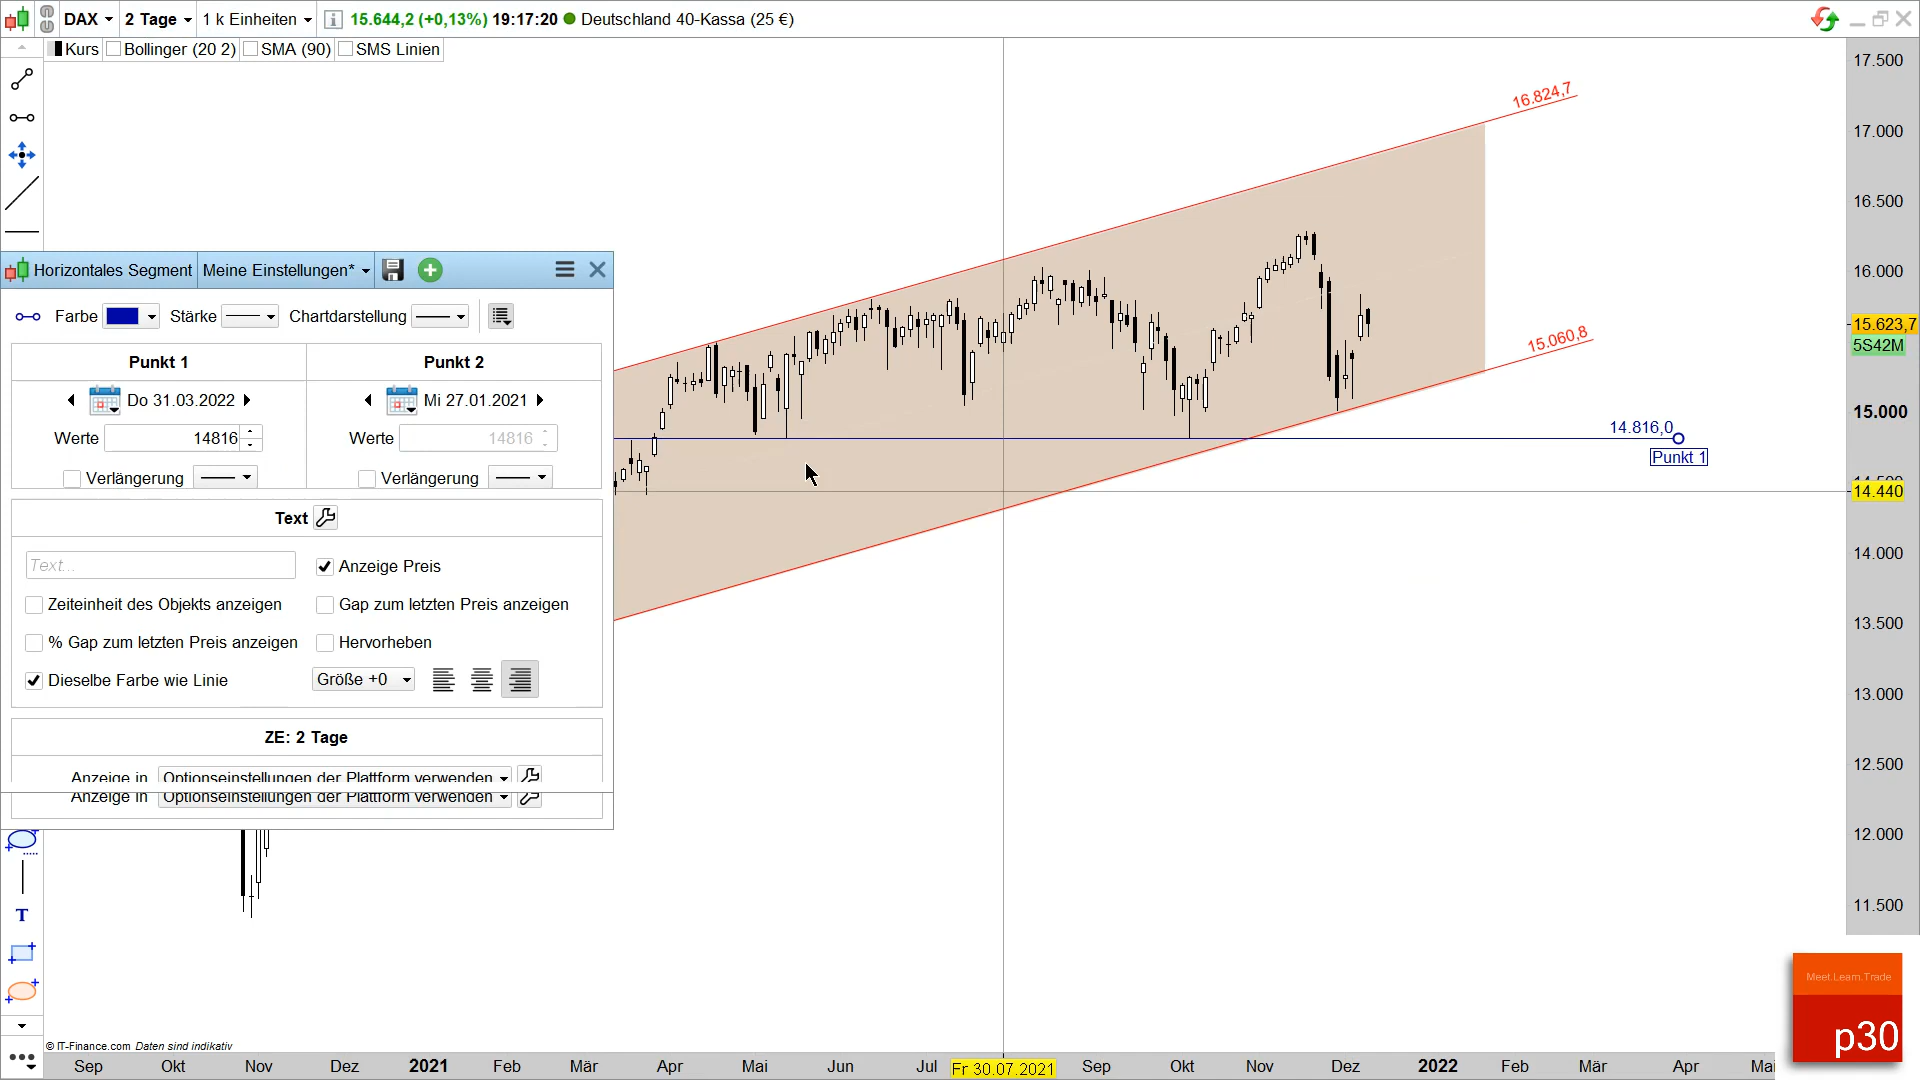 DAX 2 Tage 1 k Einheiten 15.644,2 (+0,13%) 19:17:20 Deutschland 40-Kassa (25 €)
Kurs Bollinger (20 2) SMA (90) SMS Linien
17.500
16.824,7
17.000
16.500
Horizontales Segment Meine Einstellungen*
16.000
Farbe Stärke Chartdarstellung
15.623,7
15.060,8
5S42M
Punkt 1 Punkt 2
Do 31.03.2022 Mi 27.01.2021
15.000
14.816,0
Werte 14816 Werte 14816
Punkt 1
Verlängerung Verlängerung
14.440
Text
14.000
Text...
Anzeige Preis
Zeiteinheit des Objekts anzeigen Gap zum letzten Preis anzeigen
13.500
% Gap zum letzten Preis anzeigen Hervorheben
Dieselbe Farbe wie Linie Größe +0
13.000
ZE: 2 Tage
12.500
Anzeige in Optionseinstellungen der Plattform verwenden
Anzeige in Optionseinstellungen der Plattform verwenden
12.000
11.500
T
Meet.Learn.Trade
p30
© IT-Finance.com Daten sind indikativ
Sep Okt Nov Dez 2021 Feb Mär Apr Mai Jun Jul Fr 30.07.2021 Sep Okt Nov Dez 2022 Feb Mär Apr Mai